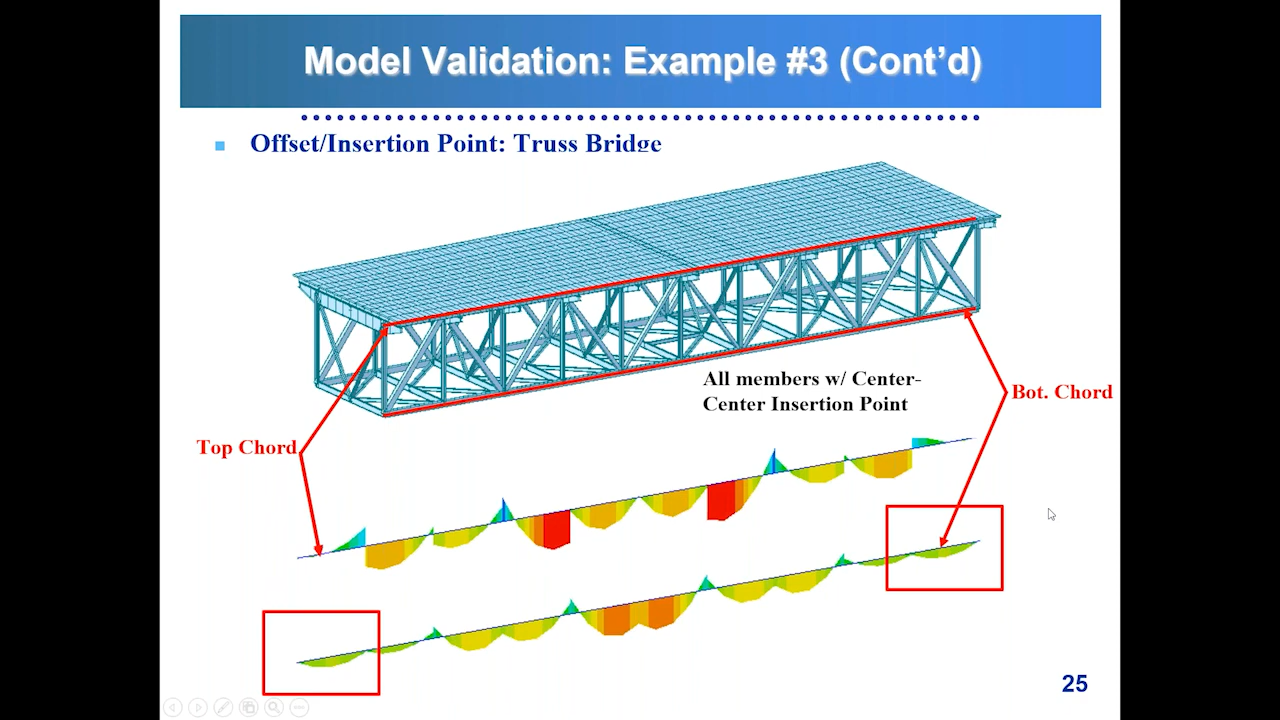 Model Validation: Example #3 (Cont’d)
Offset/Insertion Point: Truss Bridge
All members w/ Center-
Center Insertion Point
Bot. Chord
Top Chord
25